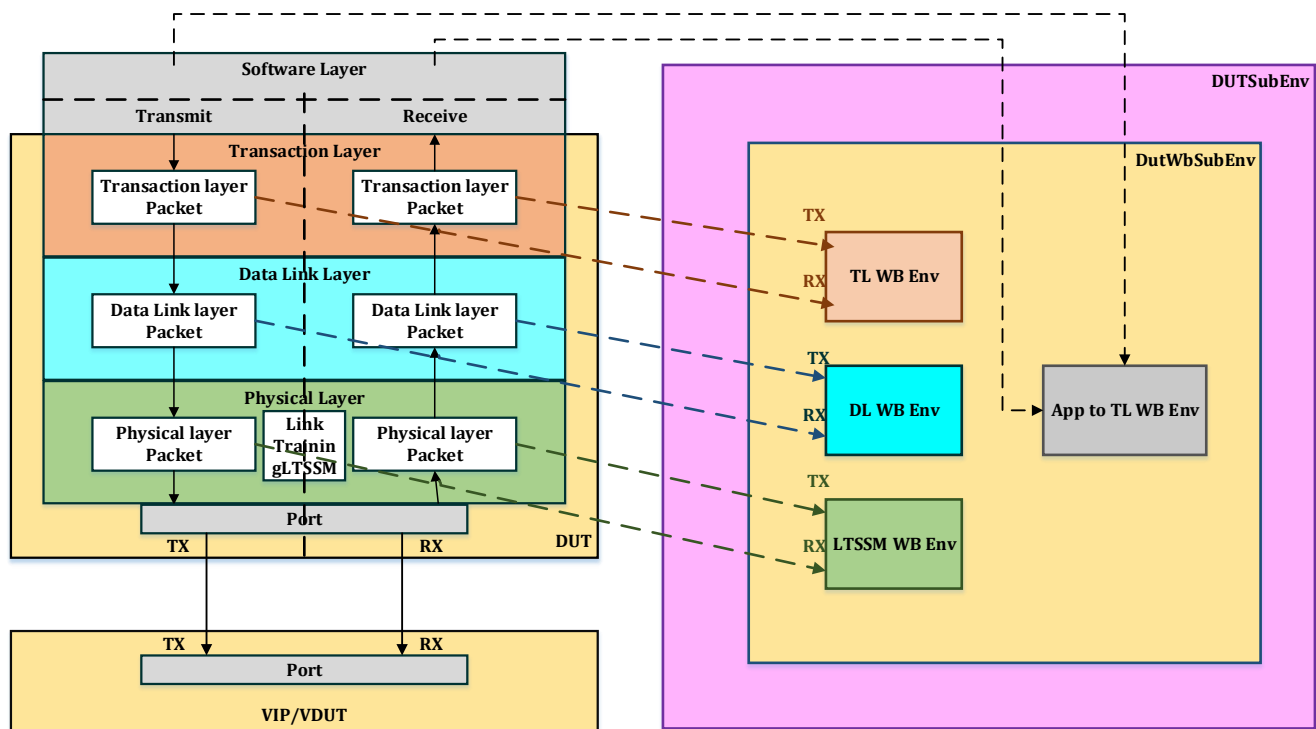 Software Layer
Transmit
Receive
Transaction Layer
Transaction layer
Packet
Transaction layer
Packet
Data Link Layer
Data Link layer
Packet
Data Link layer
Packet
Physical Layer
Physical layer
Packet
Link
Trainin
gLTSSM
Physical layer
Packet
Port
TX
RX
DUT
TX
RX
Port
VIP/VDUT
DUTSubEnv
DutWbSubEnv
TX
RX
TL WB Env
TX
RX
DL WB Env
App to TL WB Env
TX
RX
LTSSM WB Env